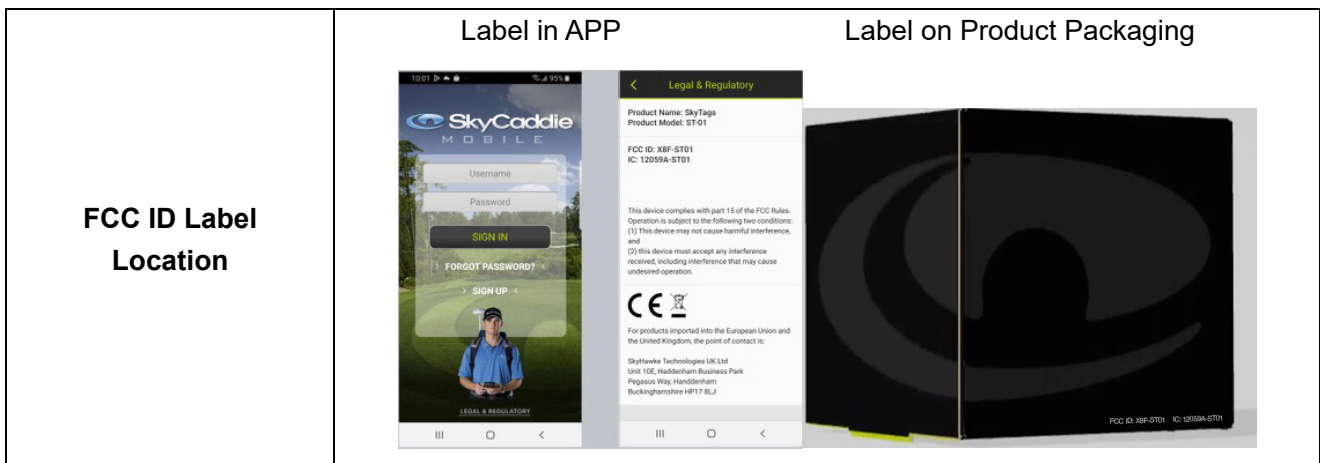 Label in APP
Label on Product Packaging
FCC ID Label
Location
10:01
95%
SkyCaddie
MOBILE
Username
Password
SIGN IN
› FORGOT PASSWORD? ‹
› SIGN UP ‹
LEGAL & REGULATORY
Legal & Regulatory
Product Name: SkyTags
Product Model: ST-01
FCC ID: X8F-ST01
IC: 12059A-ST01
This device complies with part 15 of the FCC Rules.
Operation is subject to the following two conditions:
(1) This device may not cause harmful interference,
and
(2) this device must accept any interference
received, including interference that may cause
undesired operation.
CE
For products imported into the European Union and
the United Kingdom, the point of contact is:
SkyHawke Technologies UK Ltd
Unit 10E, Haddenham Business Park
Pegasus Way, Handdenham
Buckinghamshire HP17 8LJ
FCC ID: X8F-ST01 IC: 12059A-ST01